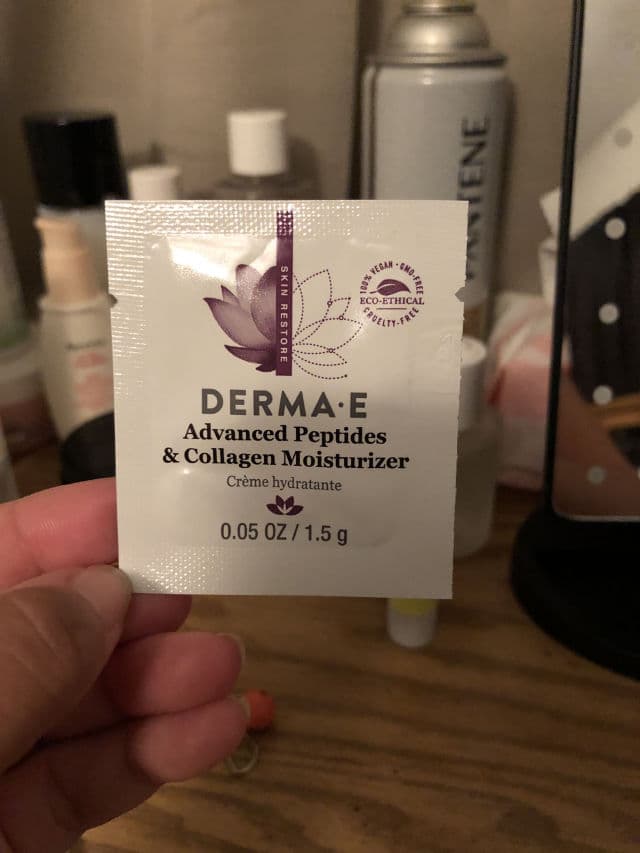 SKIN RESTORE
100% VEGAN · GMO-FREE
ECO-ETHICAL
CRUELTY-FREE
DERMA·E
Advanced Peptides
& Collagen Moisturizer
Crème hydratante
0.05 OZ / 1.5 g
PANTENE